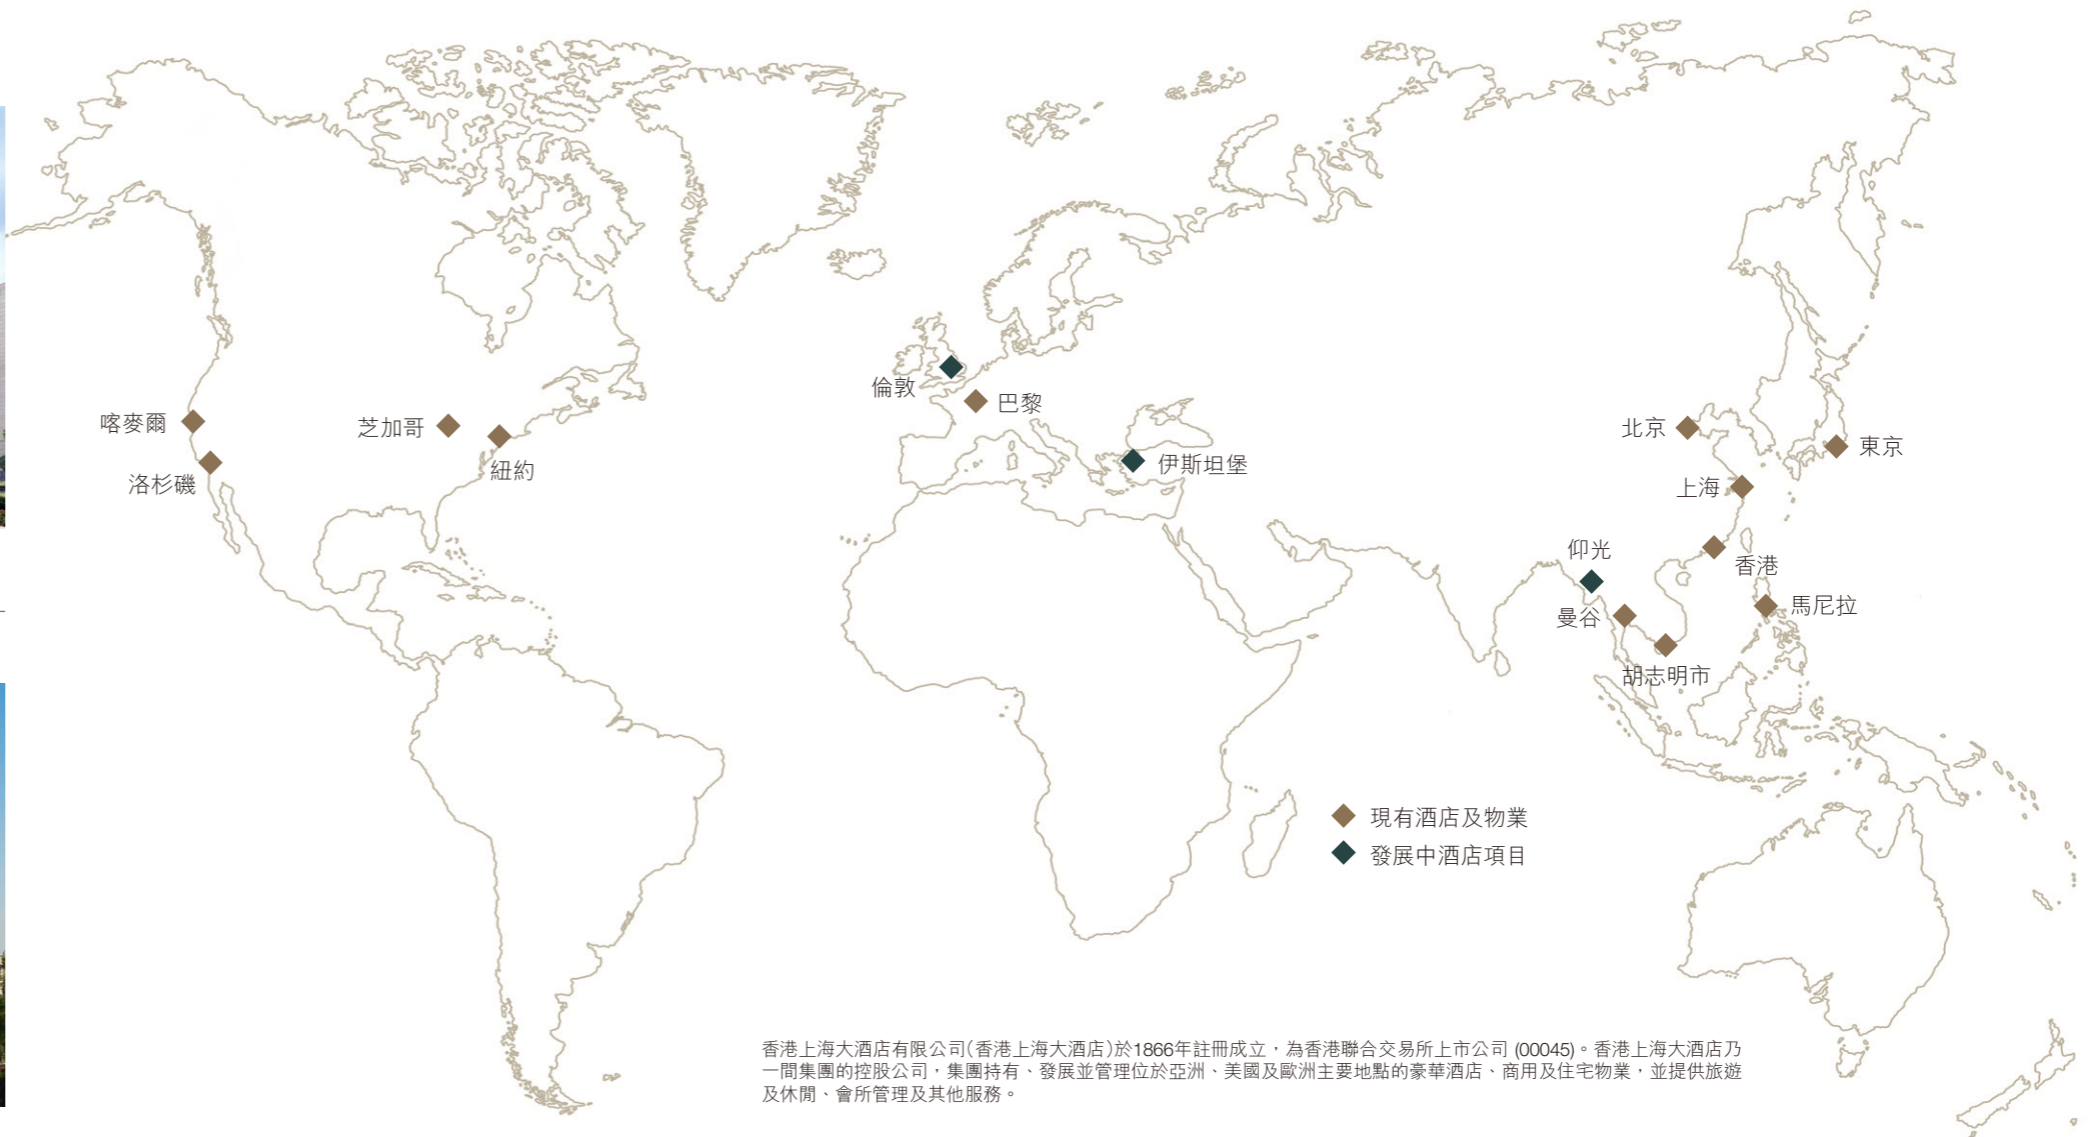 倫敦
巴黎
喀麥爾
芝加哥
紐約
洛杉磯
伊斯坦堡
北京
東京
上海
仰光
香港
曼谷
馬尼拉
胡志明市
現有酒店及物業
發展中酒店項目
香港上海大酒店有限公司(香港上海大酒店)於1866年註冊成立，為香港聯合交易所上市公司 (00045)。香港上海大酒店乃
一間集團的控股公司，集團持有、發展並管理位於亞洲、美國及歐洲主要地點的豪華酒店、商用及住宅物業，並提供旅遊
及休閒、會所管理及其他服務。